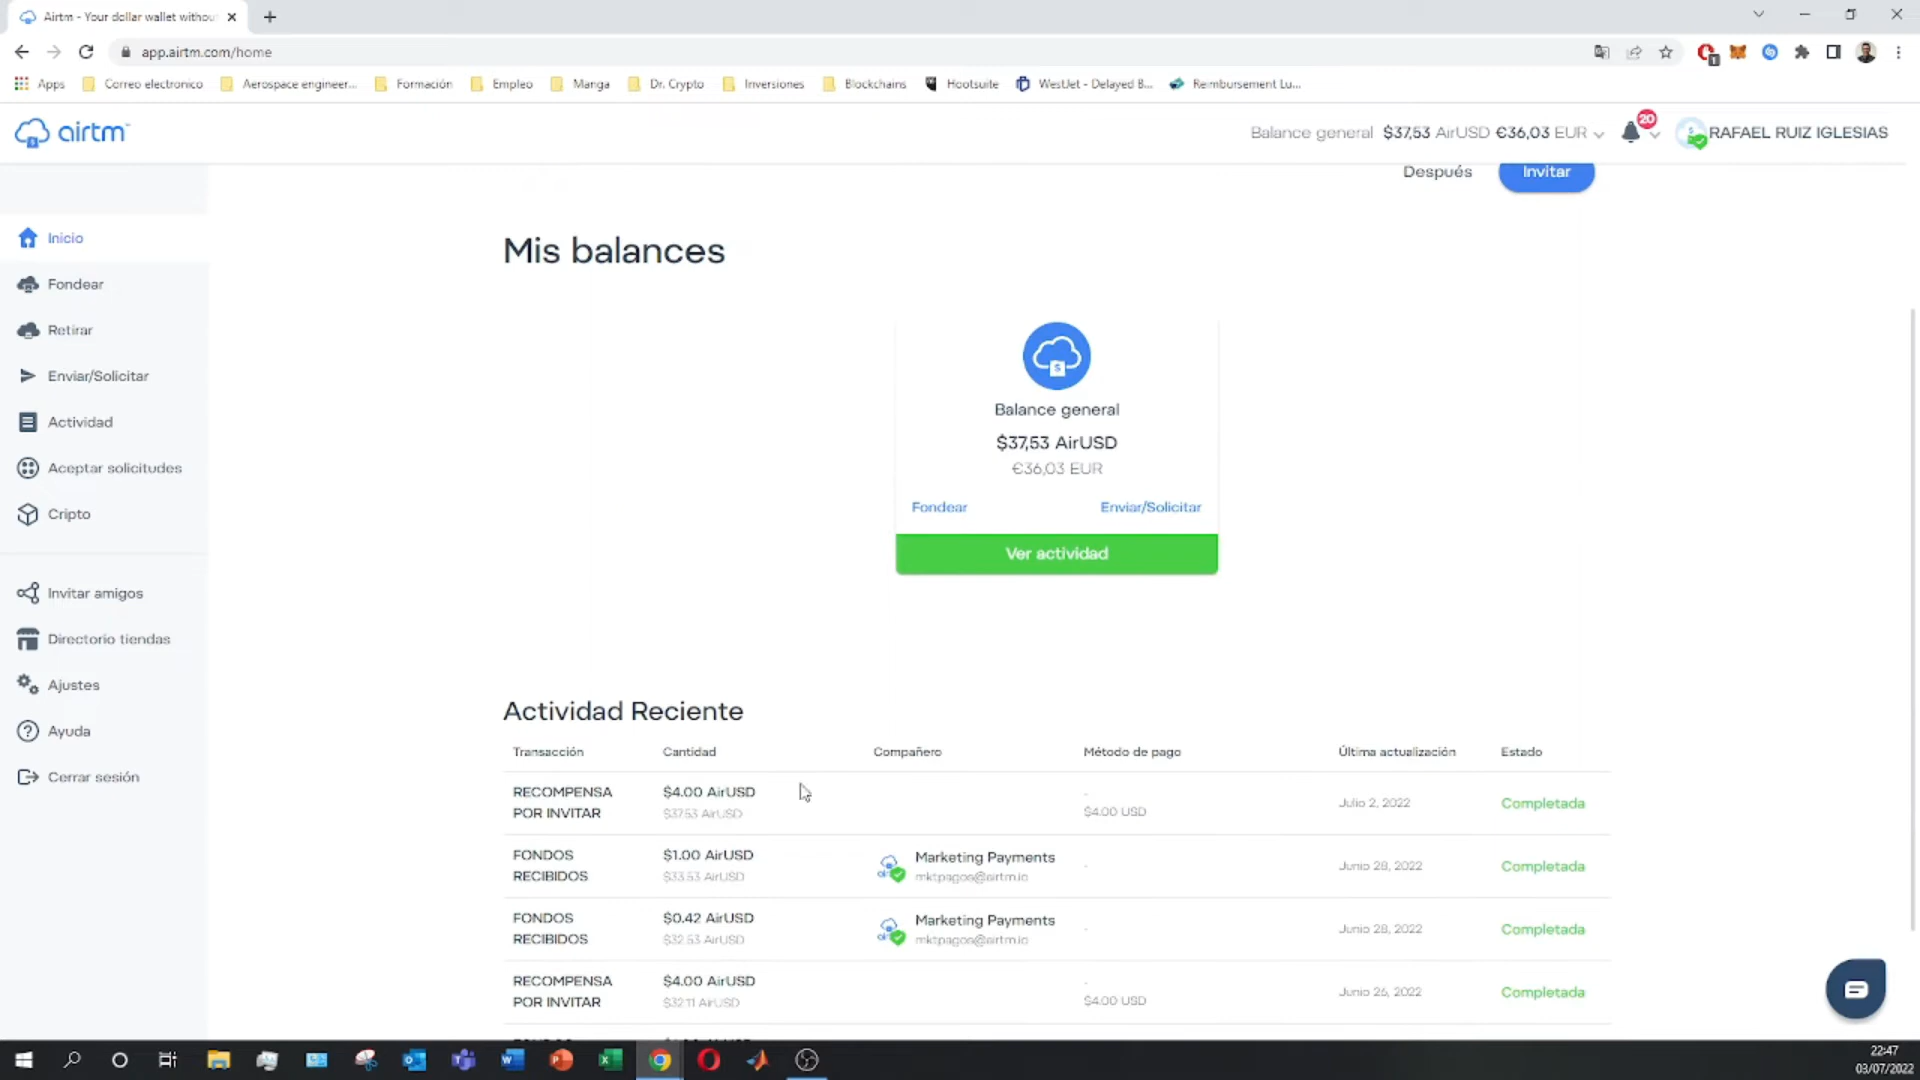 Airtm - Your dollar wallet withou
app.airtm.com/home
Apps
Correo electronico
Aerospace engineer...
Formación
Empleo
Manga
Dr. Crypto
Inversiones
Blockchains
Hootsuite
WestJet - Delayed B...
Reimbursement Lu...
airtm
Balance general $37,53 AirUSD €36,03 EUR
20
RAFAEL RUIZ IGLESIAS
Después
Invitar
Inicio
Fondear
Retirar
Enviar/Solicitar
Actividad
Aceptar solicitudes
Cripto
Invitar amigos
Directorio tiendas
Ajustes
Ayuda
Cerrar sesión
Mis balances
Balance general
$37,53 AirUSD
€36,03 EUR
Fondear
Enviar/Solicitar
Ver actividad
Actividad Reciente
Transacción Cantidad Compañero Método de pago Última actualización Estado
RECOMPENSA POR INVITAR
$4.00 AirUSD
$37.53 AirUSD
-
$4.00 USD
Julio 2, 2022
Completada
FONDOS RECIBIDOS
$1.00 AirUSD
$33.53 AirUSD
Marketing Payments
mktpagos@airtm.io
-
Junio 28, 2022
Completada
FONDOS RECIBIDOS
$0.42 AirUSD
$32.53 AirUSD
Marketing Payments
mktpagos@airtm.io
-
Junio 28, 2022
Completada
RECOMPENSA POR INVITAR
$4.00 AirUSD
$32.11 AirUSD
-
$4.00 USD
Junio 26, 2022
Completada
22:47
03/07/2022